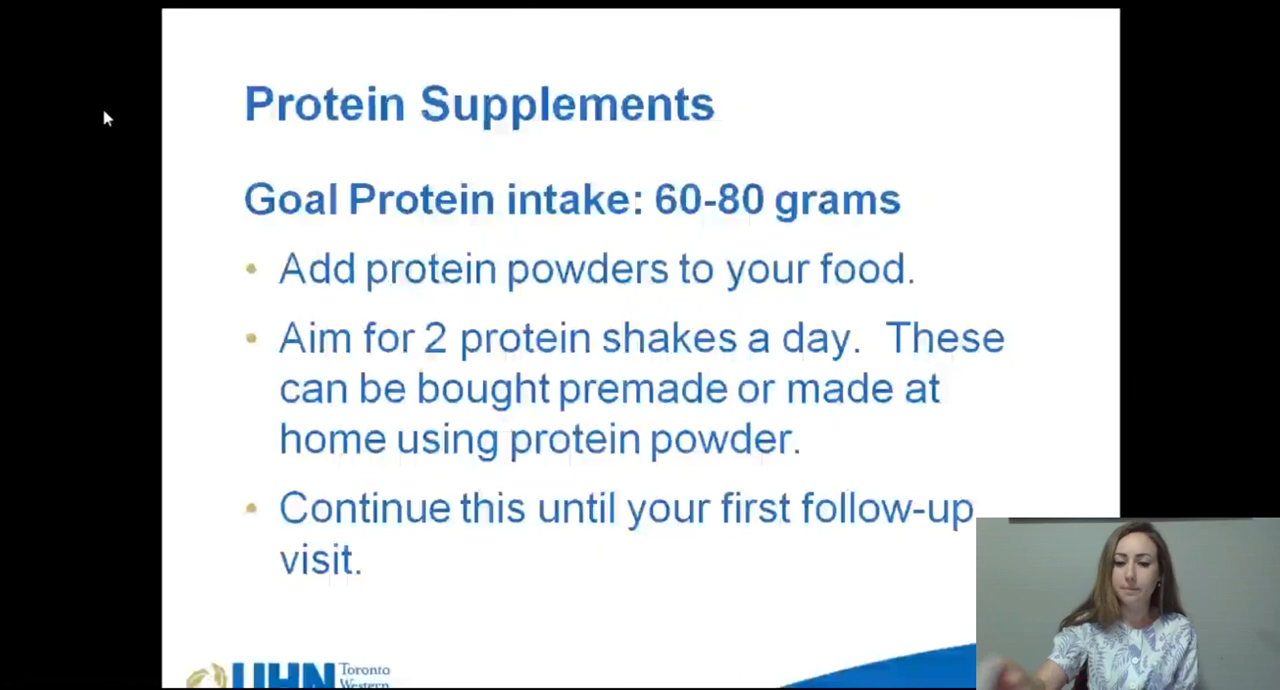 Protein Supplements
Goal Protein intake: 60-80 grams
• Add protein powders to your food.
• Aim for 2 protein shakes a day. These
can be bought premade or made at
home using protein powder.
• Continue this until your first follow-up
visit.
UHN Toronto
Western